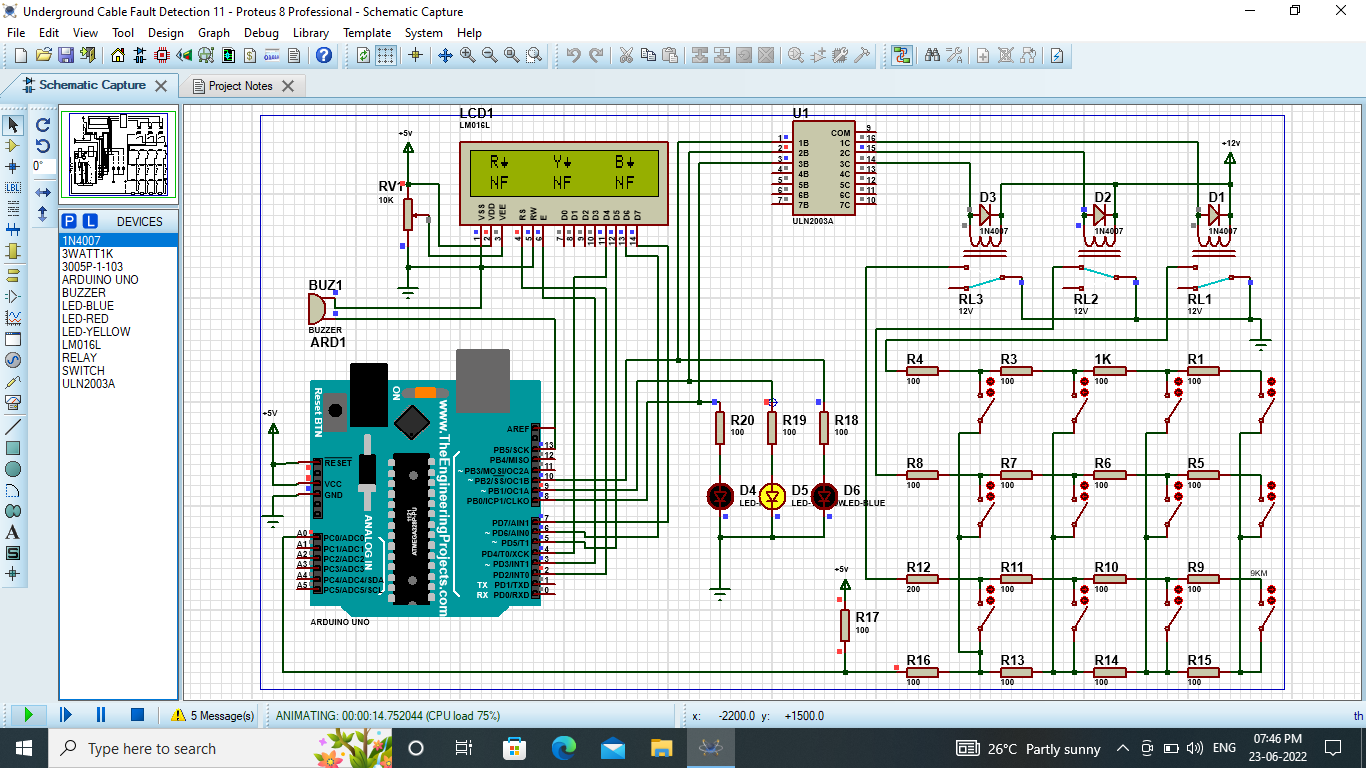 Underground Cable Fault Detection 11 - Proteus 8 Professional - Schematic Capture
File Edit View Tool Design Graph Debug Library Template System Help
Schematic Capture
Project Notes
0°
P L DEVICES
1N4007
3WATT1K
3005P-1-103
ARDUINO UNO
BUZZER
LED-BLUE
LED-RED
LED-YELLOW
LM016L
RELAY
SWITCH
ULN2003A
LBL
A
S
LCD1
LM016L
R Y B
NF NF NF
VSS VDD VEE RS RW E D0 D1 D2 D3 D4 D5 D6 D7
1 2 3 4 5 6 7 8 9 10 11 12 13 14
+5v
RV1
10K
BUZ1
BUZZER
ARD1
U1
COM 9
1 1B 1C 16
2 2B 2C 15
3 3B 3C 14
4 4B 4C 13
5 5B 5C 12
6 6B 6C 11
7 7B 7C 10
ULN2003A
+12v
D3 D2 D1
1N4007 1N4007 1N4007
RL3 RL2 RL1
12V 12V 12V
R4 R3 1K R1
100 100 100 100
R8 R7 R6 R5
100 100 100 100
R12 R11 R10 R9
200 100 100 100
9KM
R16 R13 R14 R15
100 100 100 100
R20 R19 R18
100 100 100
D4 D5 D6
+5v
R17
100
+5V
Reset BTN
ON
www.TheEngineeringProjects.com
ANALOG IN
1121
ATMEGA328P-PU
RESET
VCC
GND
A0 PC0/ADC0
A1 PC1/ADC1
A2 PC2/ADC2
A3 PC3/ADC3
A4 PC4/ADC4/SDA
A5 PC5/ADC5/SCL
AREF
PB5/SCK 13
PB4/MISO 12
~PB3/MOSI/OC2A 11
~PB2/SS/OC1B 10
~PB1/OC1A 9
PB0/ICP1/CLKO 8
PD7/AIN1 7
~PD6/AIN0 6
~PD5/T1 5
PD4/T0/XCK 4
~PD3/INT1 3
PD2/INT0 2
TX PD1/TXD 1
RX PD0/RXD 0
ARDUINO UNO
5 Message(s)
ANIMATING: 00:00:14.752044 (CPU load 75%)
x: -2200.0 y: +1500.0
th
Type here to search
26°C Partly sunny
ENG
07:46 PM
23-06-2022